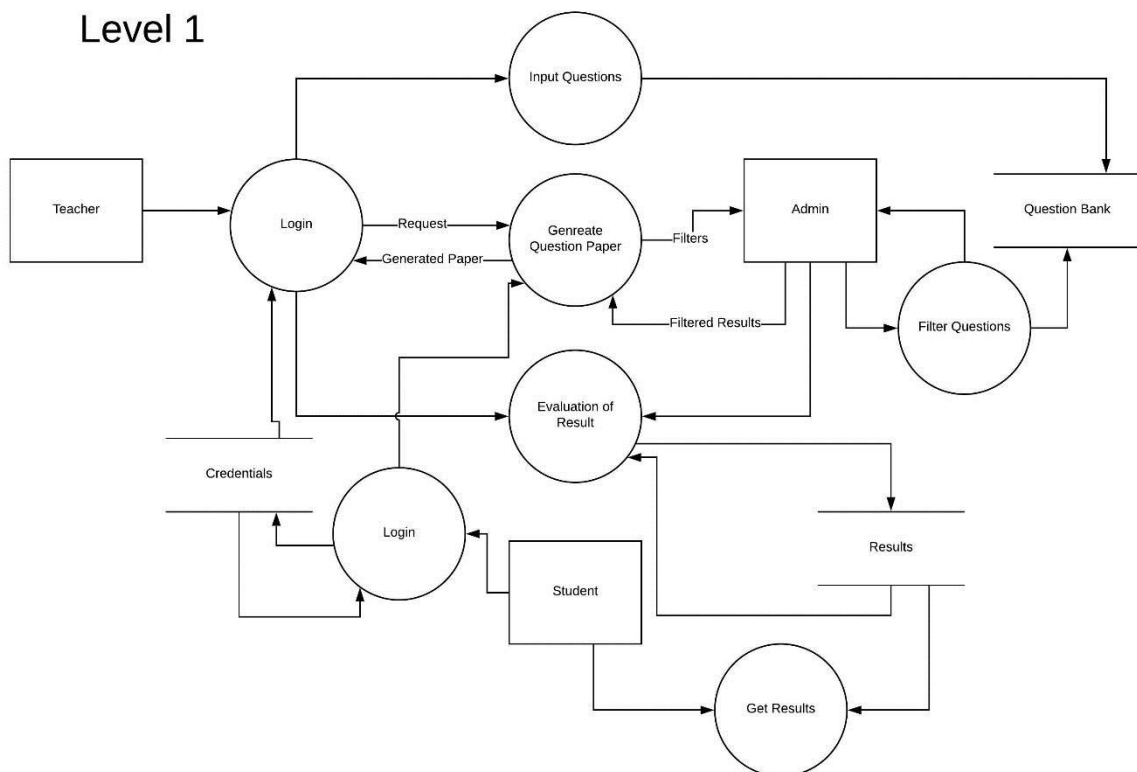 Level 1
Input Questions
Teacher
Login
Request
Generated Paper
Genreate
Question Paper
Filters
Admin
Question Bank
Filtered Results
Filter Questions
Evaluation of
Result
Credentials
Login
Student
Results
Get Results